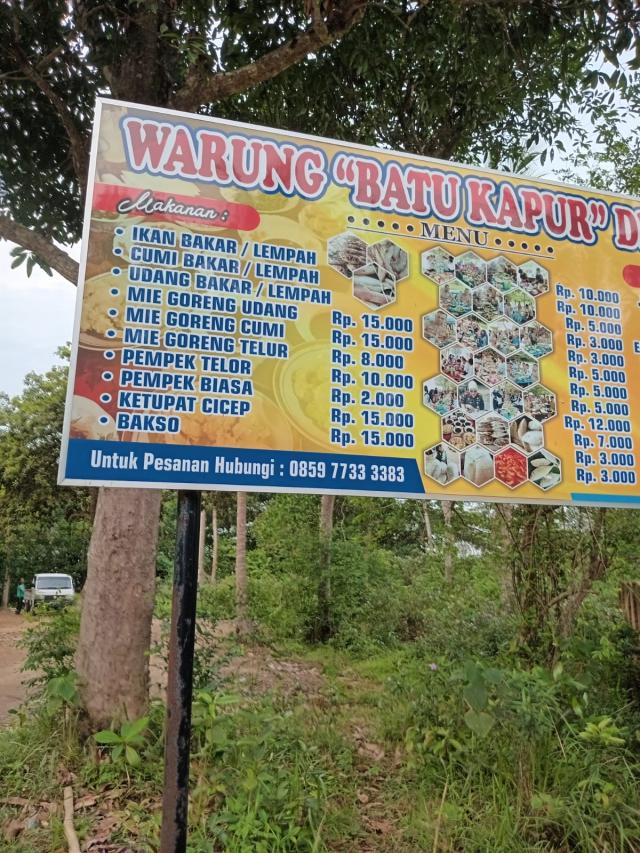 WARUNG "BATU KAPUR" D
Makanan :
MENU
• IKAN BAKAR / LEMPAH
• CUMI BAKAR / LEMPAH
• UDANG BAKAR / LEMPAH
• MIE GORENG UDANG
• MIE GORENG CUMI
• MIE GORENG TELUR
• PEMPEK TELOR
• PEMPEK BIASA
• KETUPAT CICEP
• BAKSO
Rp. 15.000
Rp. 15.000
Rp. 8.000
Rp. 10.000
Rp. 2.000
Rp. 15.000
Rp. 15.000
Rp. 10.000
Rp. 10.000
Rp. 5.000
Rp. 3.000
Rp. 3.000
Rp. 5.000
Rp. 5.000
Rp. 5.000
Rp. 12.000
Rp. 7.000
Rp. 3.000
Rp. 3.000
Untuk Pesanan Hubungi : 0859 7733 3383